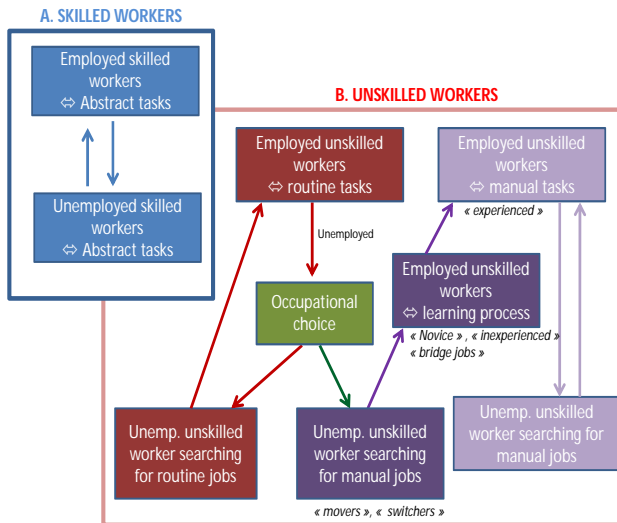 A. SKILLED WORKERS
Employed skilled
workers
⬄ Abstract tasks
Unemployed skilled
workers
⬄ Abstract tasks
B. UNSKILLED WORKERS
Employed unskilled
workers
⬄ routine tasks
Employed unskilled
workers
⬄ manual tasks
« experienced »
Unemployed
Employed unskilled
workers
⬄ learning process
« Novice » , « inexperienced »
« bridge jobs »
Occupational
choice
Unemp. unskilled
worker searching
for routine jobs
Unemp. unskilled
worker searching
for manual jobs
« movers », « switchers »
Unemp. unskilled
worker searching for
manual jobs